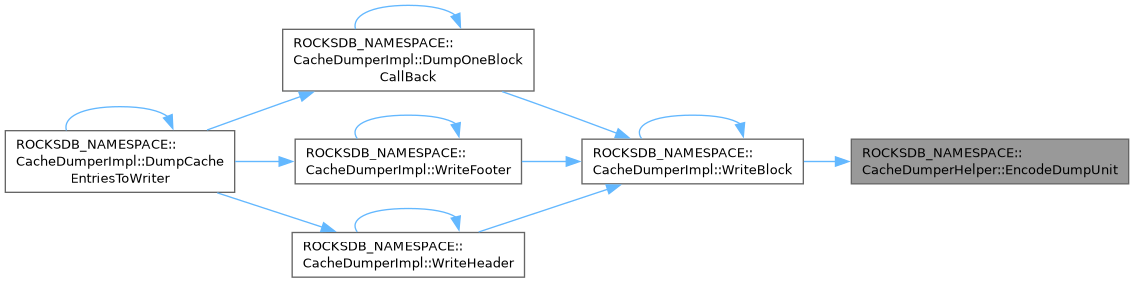 ROCKSDB_NAMESPACE::
CacheDumperImpl::DumpOneBlock
CallBack
ROCKSDB_NAMESPACE::
CacheDumperImpl::DumpCache
EntriesToWriter
ROCKSDB_NAMESPACE::
CacheDumperImpl::WriteFooter
ROCKSDB_NAMESPACE::
CacheDumperImpl::WriteBlock
ROCKSDB_NAMESPACE::
CacheDumperHelper::EncodeDumpUnit
ROCKSDB_NAMESPACE::
CacheDumperImpl::WriteHeader